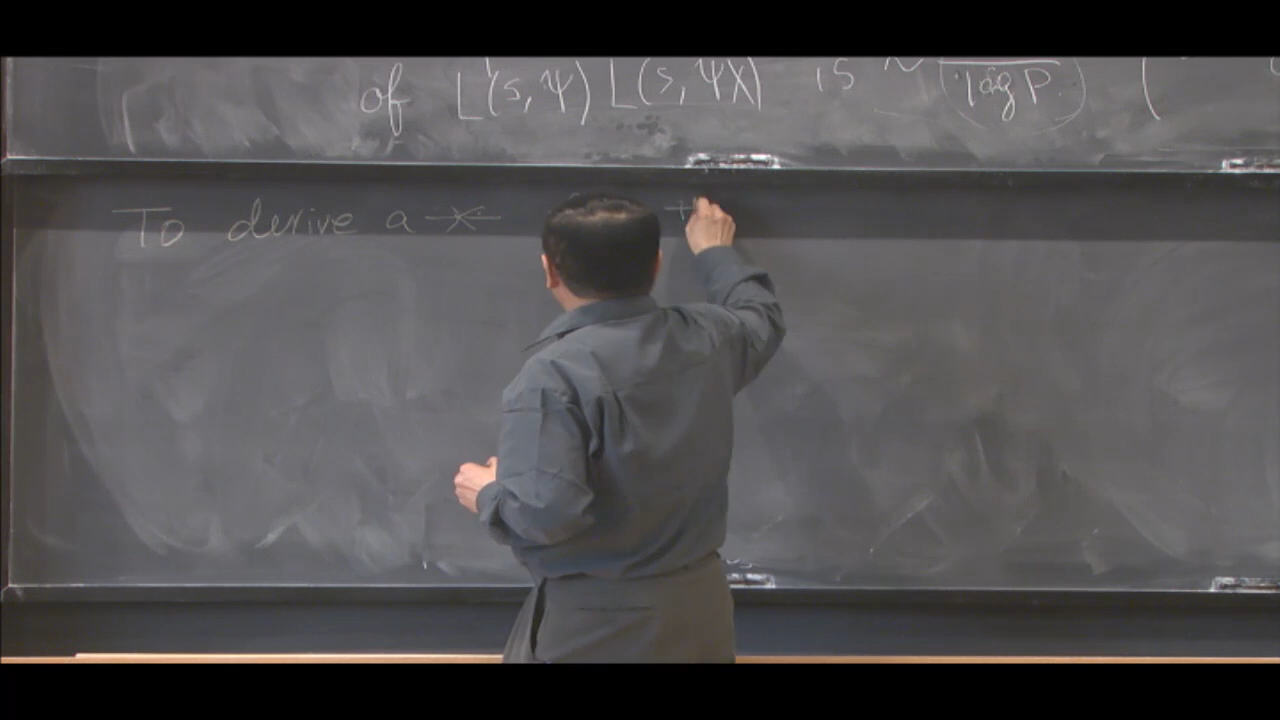 of L'(s, ψ) L(s, ψχ) is ~ log P
To derive a